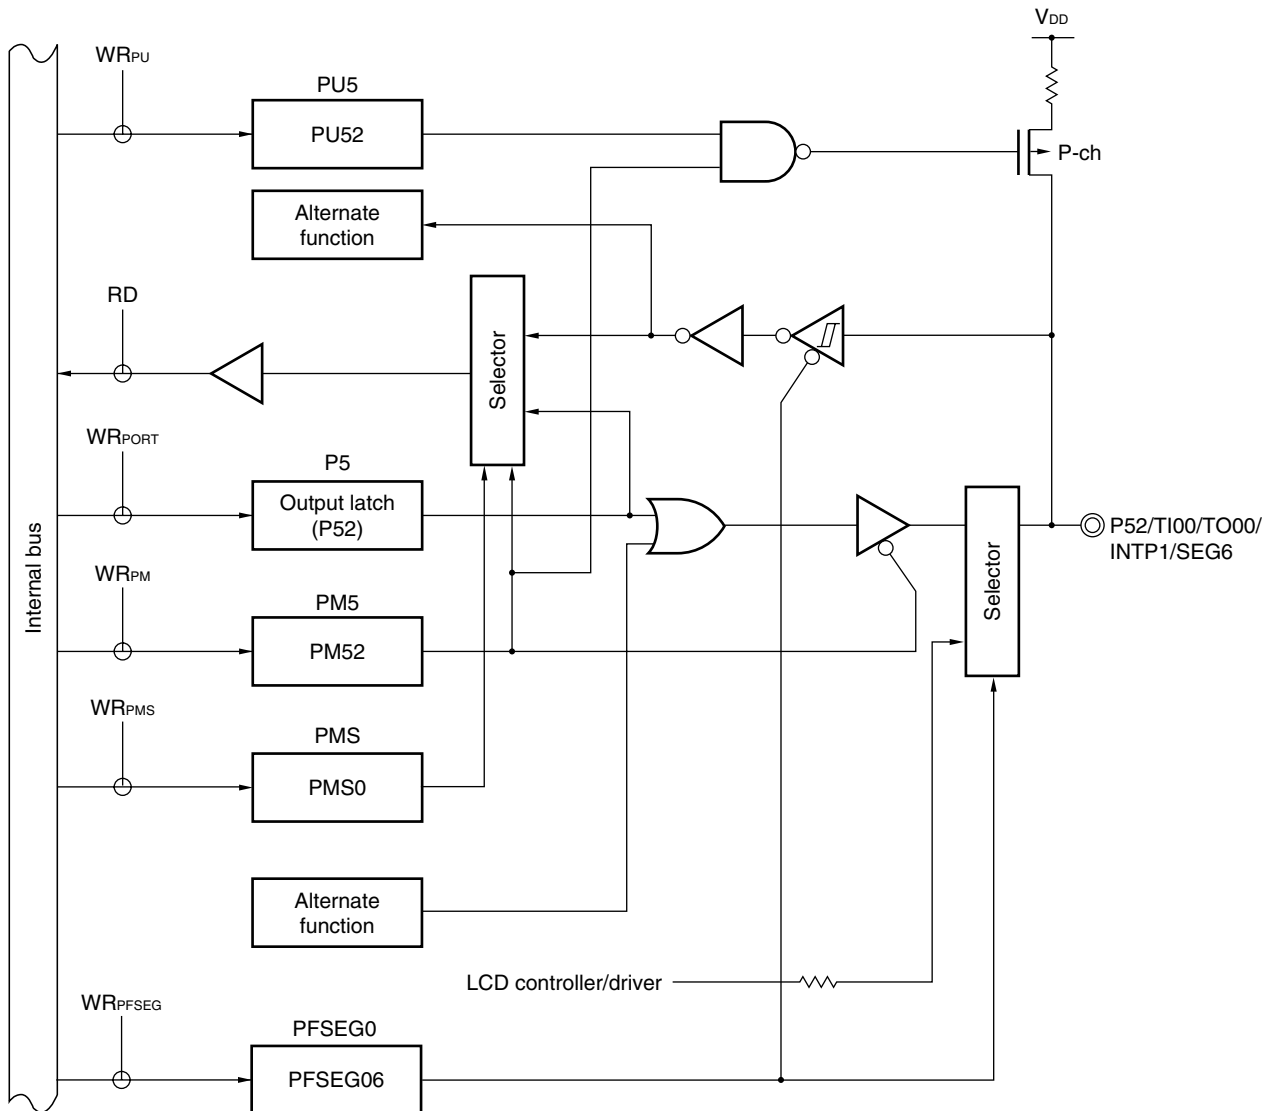 VDD
WRPU
PU5
PU52
P-ch
Alternate
function
RD
Selector
WRPORT
P5
Output latch
(P52)
P52/TI00/TO00/
INTP1/SEG6
Internal bus
Selector
WRPM
PM5
PM52
WRPMS
PMS
PMS0
Alternate
function
LCD controller/driver
WRPFSEG
PFSEG0
PFSEG06